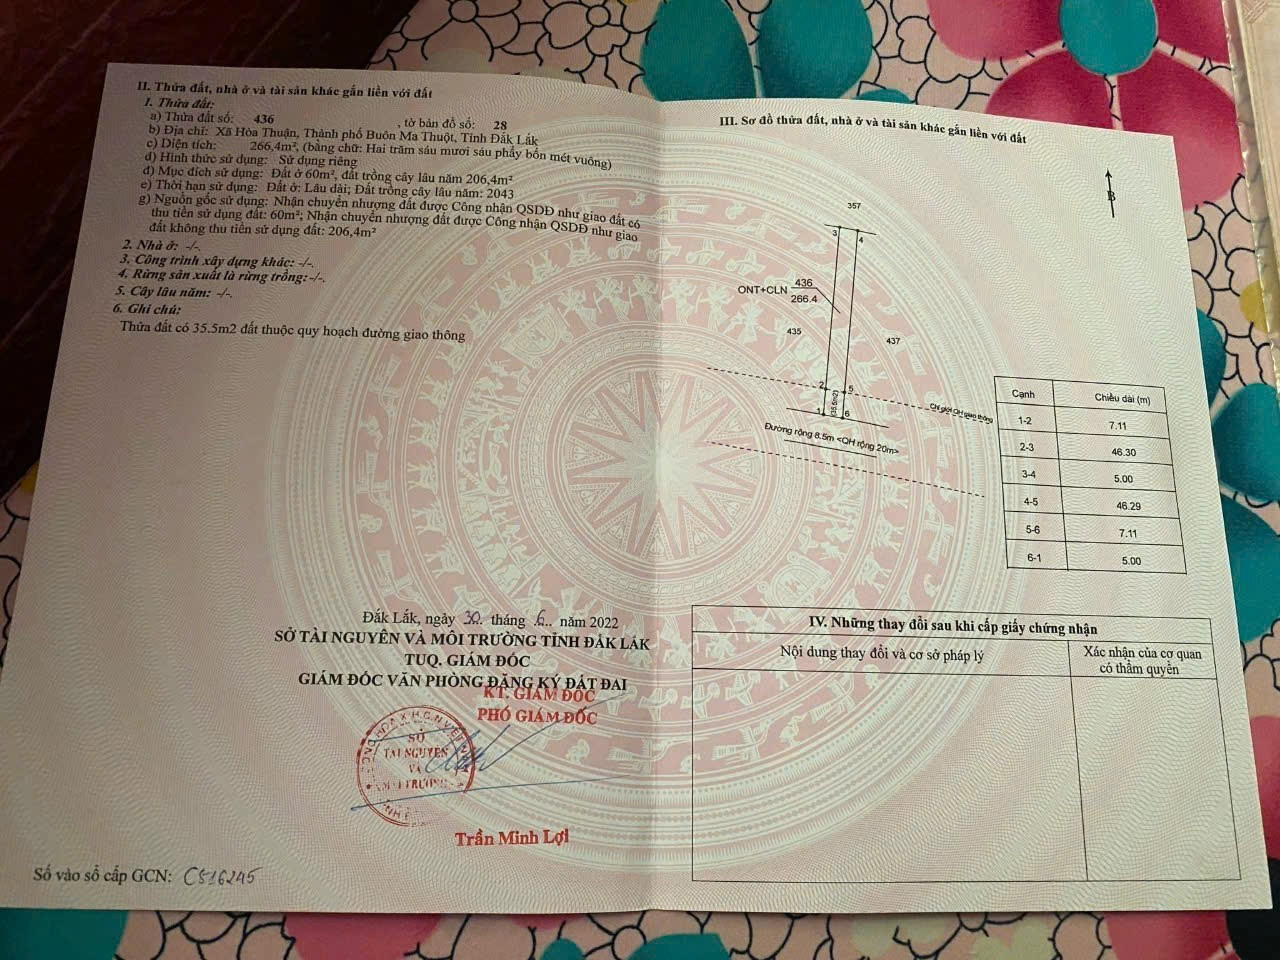 II. Thửa đất, nhà ở và tài sản khác gắn liền với đất
1. Thửa đất:
a) Thửa đất số: 436 , tờ bản đồ số: 28
b) Địa chỉ: Xã Hòa Thuận, Thành phố Buôn Ma Thuột, Tỉnh Đắk Lắk
c) Diện tích: 266,4m², (bằng chữ: Hai trăm sáu mươi sáu phẩy bốn mét vuông)
d) Hình thức sử dụng: Sử dụng riêng
đ) Mục đích sử dụng: Đất ở 60m², đất trồng cây lâu năm 206,4m²
e) Thời hạn sử dụng: Đất ở: Lâu dài; Đất trồng cây lâu năm: 2043
g) Nguồn gốc sử dụng: Nhận chuyển nhượng đất được Công nhận QSDĐ như giao đất có
thu tiền sử dụng đất: 60m²; Nhận chuyển nhượng đất được Công nhận QSDĐ như giao
đất không thu tiền sử dụng đất: 206,4m²
2. Nhà ở: -/-.
3. Công trình xây dựng khác: -/-.
4. Rừng sản xuất là rừng trồng: -/-.
5. Cây lâu năm: -/-.
6. Ghi chú:
Thửa đất có 35.5m2 đất thuộc quy hoạch đường giao thông
Đắk Lắk, ngày 30. tháng .6.. năm 2022
SỞ TÀI NGUYÊN VÀ MÔI TRƯỜNG TỈNH ĐẮK LẮK
TUQ. GIÁM ĐỐC
GIÁM ĐỐC VĂN PHÒNG ĐĂNG KÝ ĐẤT ĐAI
KT. GIÁM ĐỐC
PHÓ GIÁM ĐỐC
SỞ
TÀI NGUYÊN
VÀ
MÔI TRƯỜNG
Trần Minh Lợi
Số vào sổ cấp GCN: CS16245
III. Sơ đồ thửa đất, nhà ở và tài sản khác gắn liền với đất
B
357
3
4
ONT+CLN 436
266.4
435
437
2
5
(35.5m2)
1
6
Chỉ giới QH giao thông
Đường rộng 8.5m <QH rộng 20m>
Cạnh Chiều dài (m)
1-2 7.11
2-3 46.30
3-4 5.00
4-5 46.29
5-6 7.11
6-1 5.00
IV. Những thay đổi sau khi cấp giấy chứng nhận
Nội dung thay đổi và cơ sở pháp lý
Xác nhận của cơ quan
có thẩm quyền